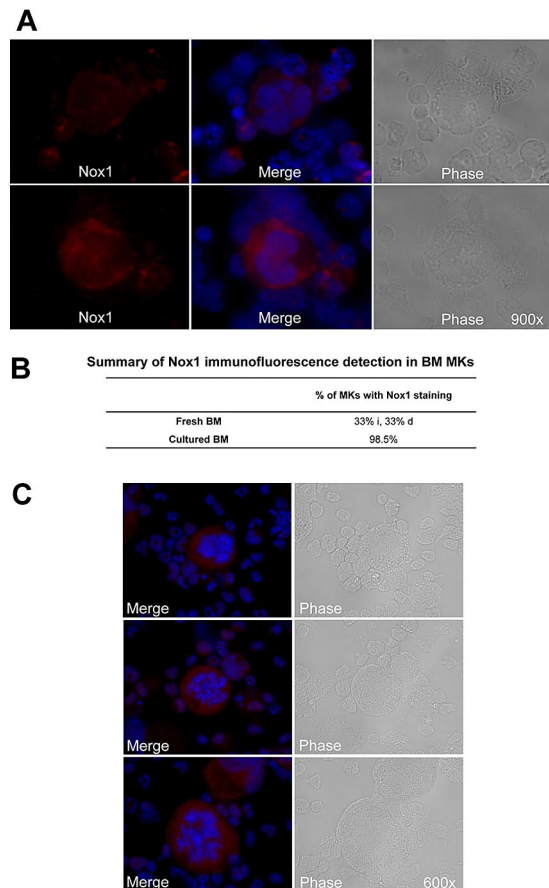 A
Nox1 Merge Phase
Nox1 Merge Phase 900x
B
Summary of Nox1 immunofluorescence detection in BM MKs
% of MKs with Nox1 staining
Fresh BM 33% i, 33% d
Cultured BM 98.5%
C
Merge Phase
Merge Phase
Merge Phase 600x